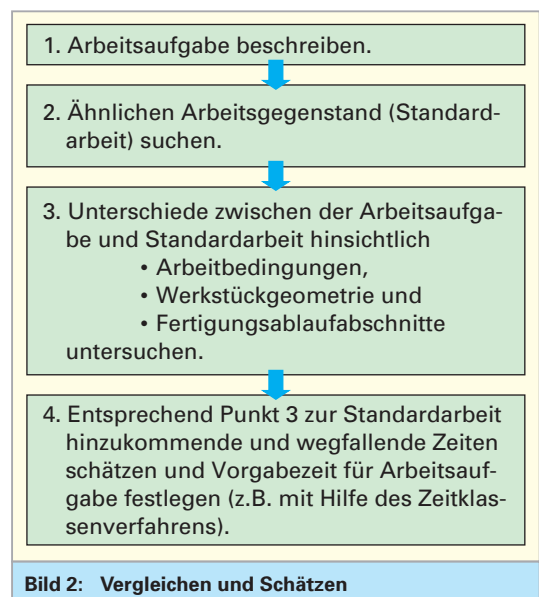 1. Arbeitsaufgabe beschreiben.
2. Ähnlichen Arbeitsgegenstand (Standard-
arbeit) suchen.
3. Unterschiede zwischen der Arbeitsaufga-
be und Standardarbeit hinsichtlich
• Arbeitbedingungen,
• Werkstückgeometrie und
• Fertigungsablaufabschnitte
untersuchen.
4. Entsprechend Punkt 3 zur Standardarbeit
hinzukommende und wegfallende Zeiten
schätzen und Vorgabezeit für Arbeitsauf-
gabe festlegen (z.B. mit Hilfe des Zeitklas-
senverfahrens).
Bild 2: Vergleichen und Schätzen